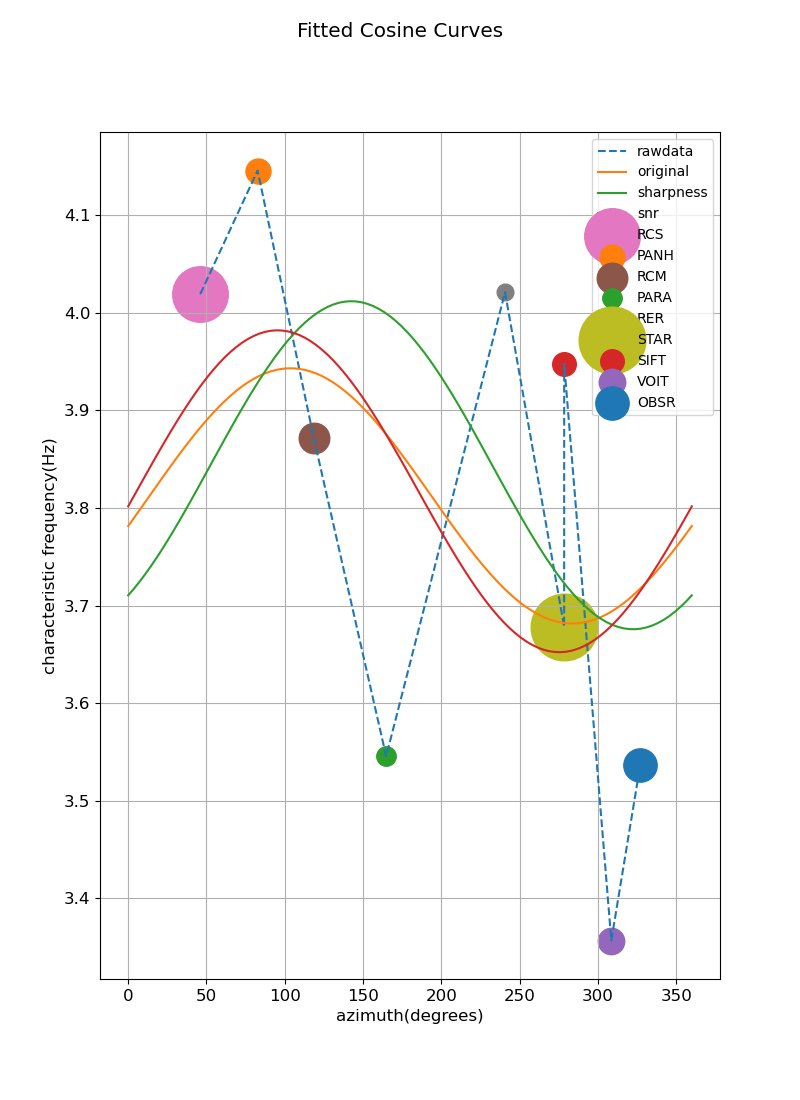 Fitted Cosine Curves
rawdata
original
sharpness
snr
RCS
PANH
RCM
PARA
RER
STAR
SIFT
VOIT
OBSR
characteristic frequency(Hz)
4.1
4.0
3.9
3.8
3.7
3.6
3.5
3.4
0 50 100 150 200 250 300 350
azimuth(degrees)